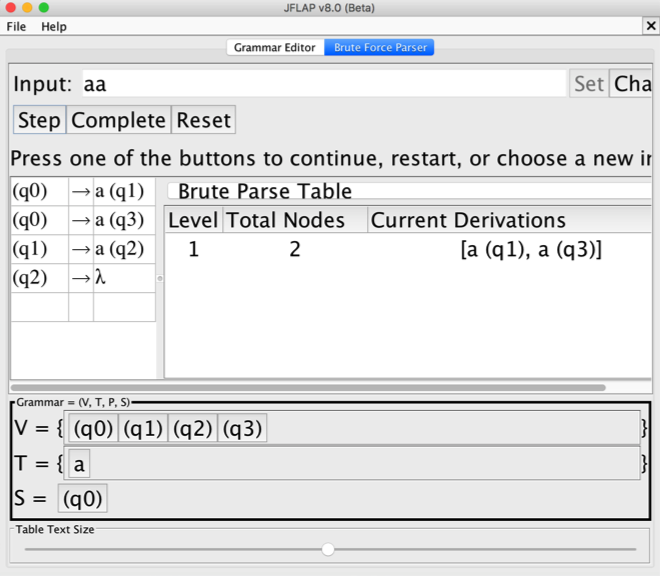 JFLAP v8.0 (Beta)
File Help
Grammar Editor Brute Force Parser
Input: aa Set Cha
Step Complete Reset
Press one of the buttons to continue, restart, or choose a new in
(q0) → a (q1)
(q0) → a (q3)
(q1) → a (q2)
(q2) → λ
Brute Parse Table
Level Total Nodes Current Derivations
1 2 [a (q1), a (q3)]
Grammar = (V, T, P, S)
V = { (q0) (q1) (q2) (q3) }
T = { a }
S = (q0)
Table Text Size